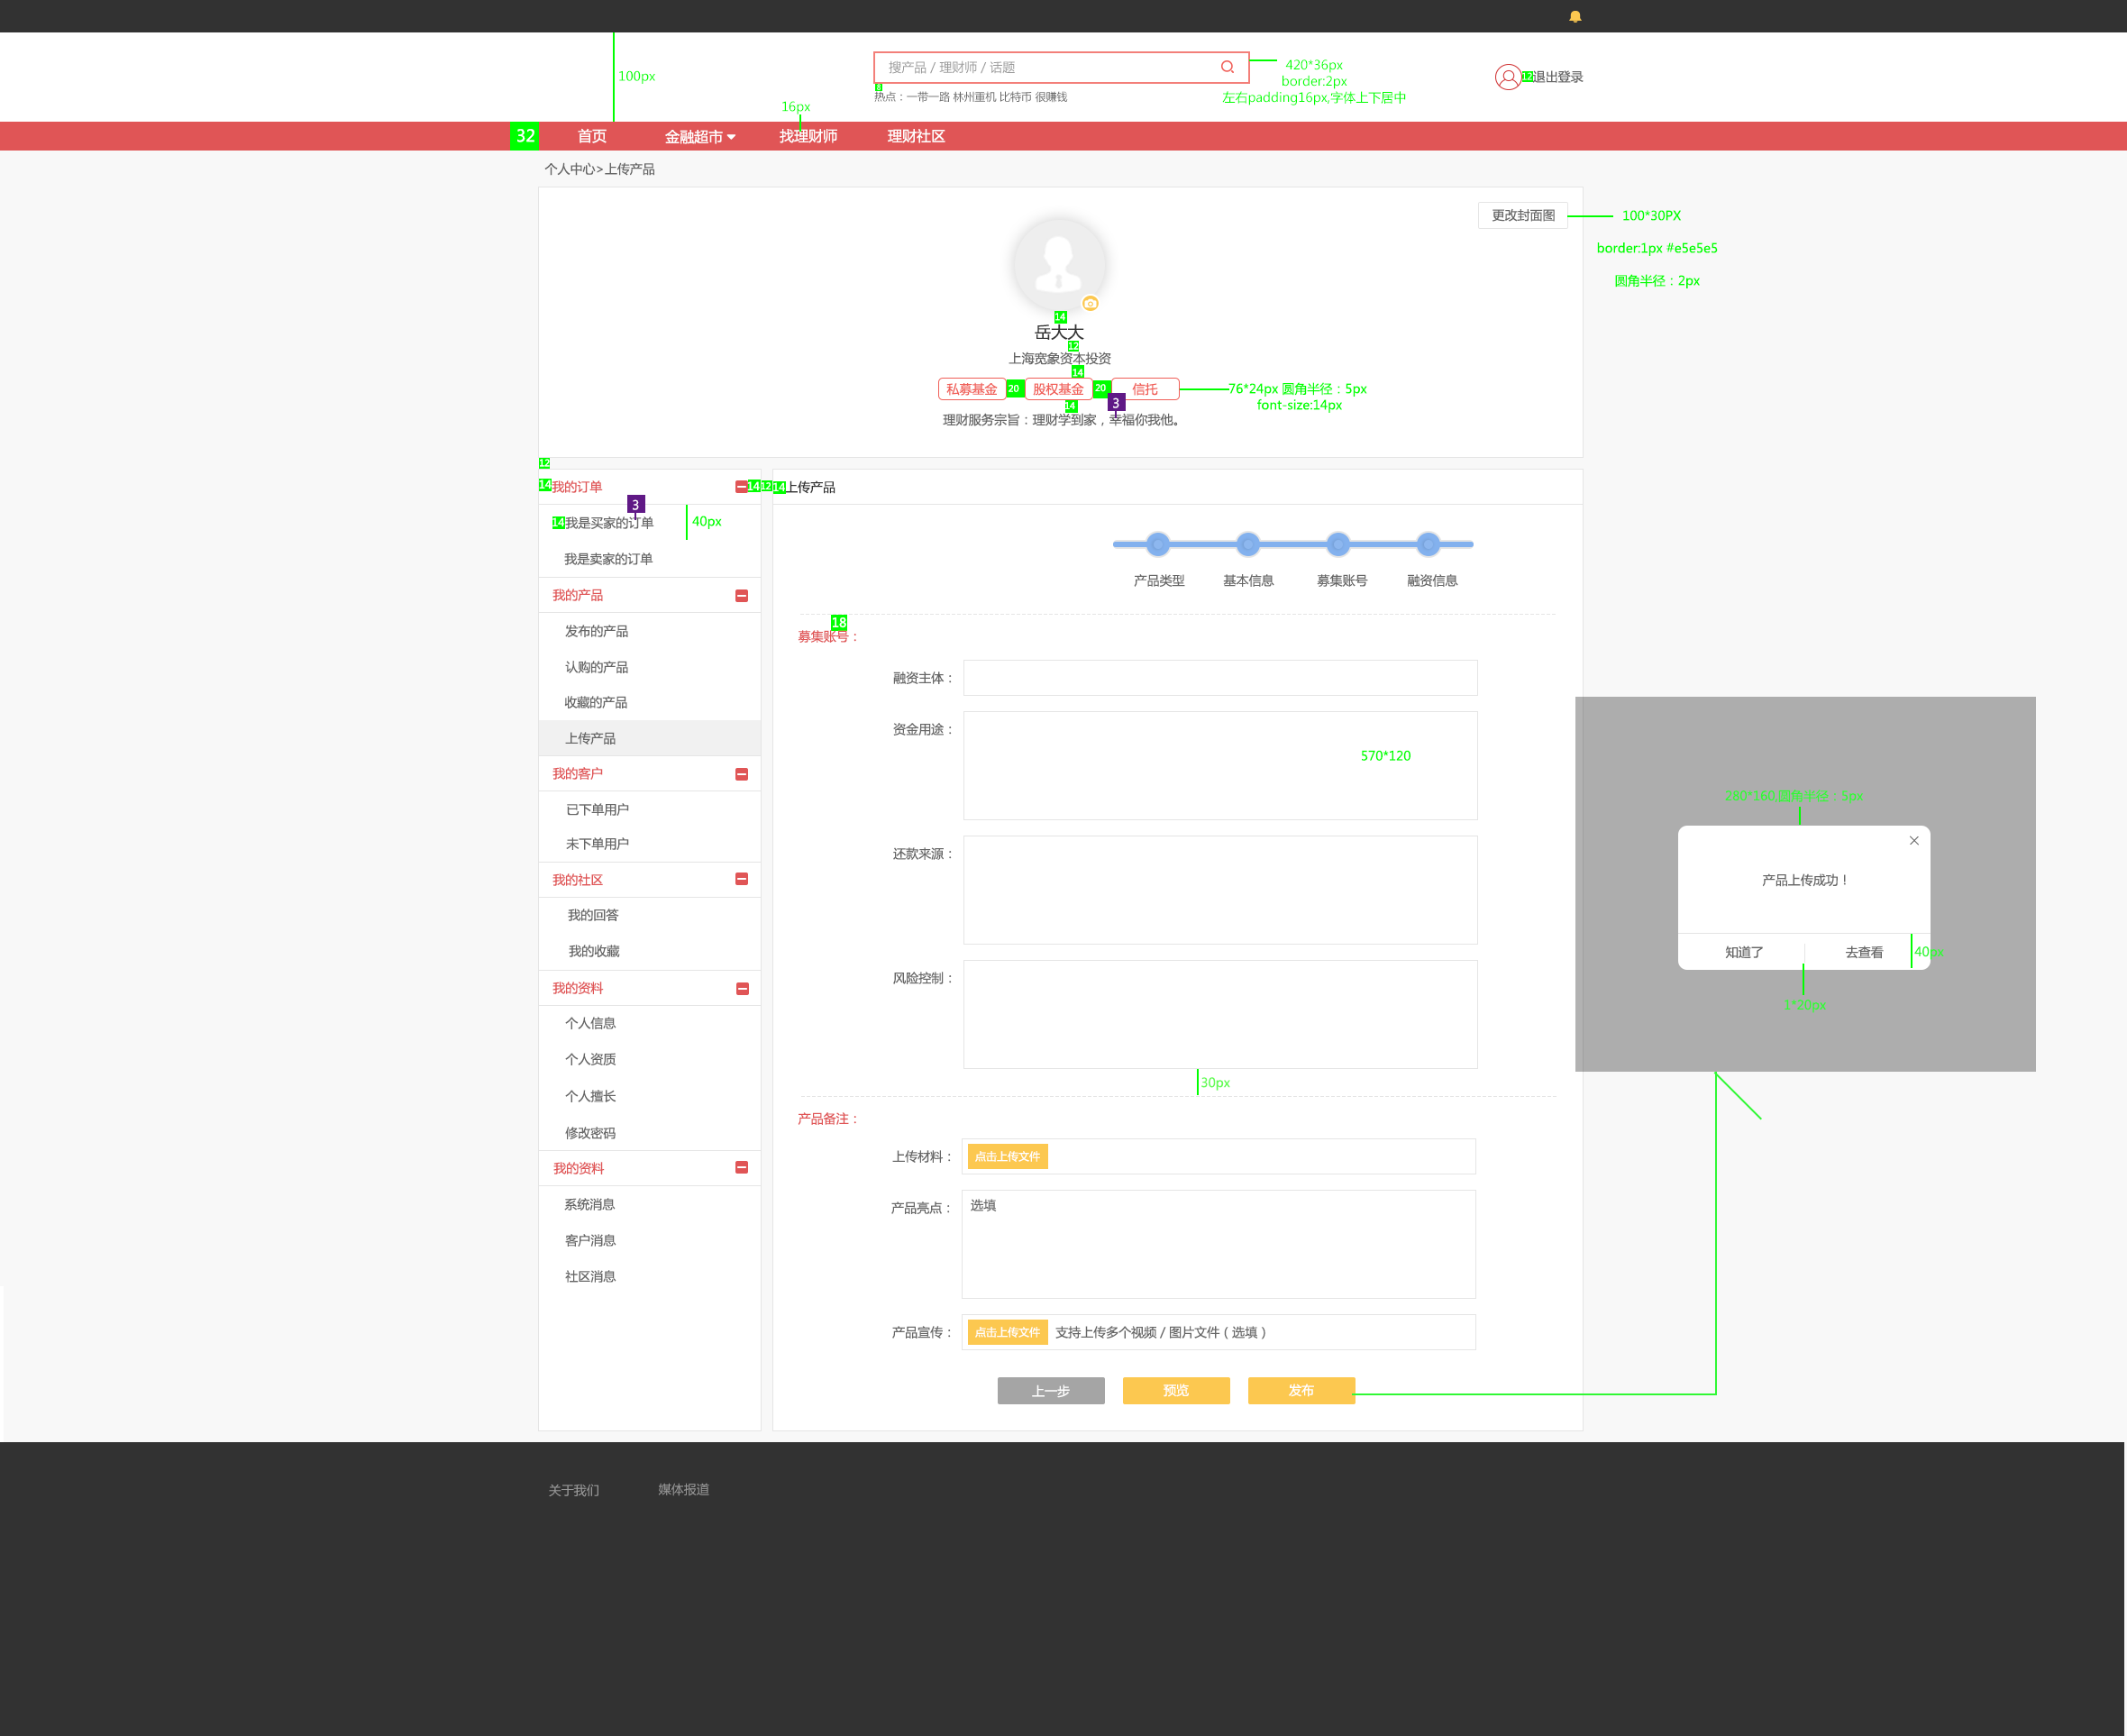 搜产品 / 理财师 / 话题
420*36px
border:2px
左右padding16px,字体上下居中
100px
12
退出登录
8
热点：一带一路 林州重机 比特币 很赚钱
16px
32
首页
金融超市
找理财师
理财社区
个人中心>上传产品
更改封面图
100*30PX
border:1px #e5e5e5
圆角半径：2px
14
岳大大
12
上海宽象资本投资
14
私募基金
20
股权基金
20
信托
76*24px 圆角半径：5px
font-size:14px
14
3
理财服务宗旨：理财学到家，幸福你我他。
12
14
我的订单
14
12
14
上传产品
3
14
我是买家的订单
40px
我是卖家的订单
我的产品
发布的产品
认购的产品
收藏的产品
上传产品
我的客户
已下单用户
未下单用户
我的社区
我的回答
我的收藏
我的资料
个人信息
个人资质
个人擅长
修改密码
我的资料
系统消息
客户消息
社区消息
产品类型
基本信息
募集账号
融资信息
18
募集账号：
融资主体：
资金用途：
570*120
还款来源：
风险控制：
30px
产品备注：
上传材料：
点击上传文件
产品亮点：
选填
产品宣传：
点击上传文件
支持上传多个视频 / 图片文件（选填）
上一步
预览
发布
280*160,圆角半径：5px
产品上传成功！
知道了
去查看
40px
1*20px
关于我们
媒体报道